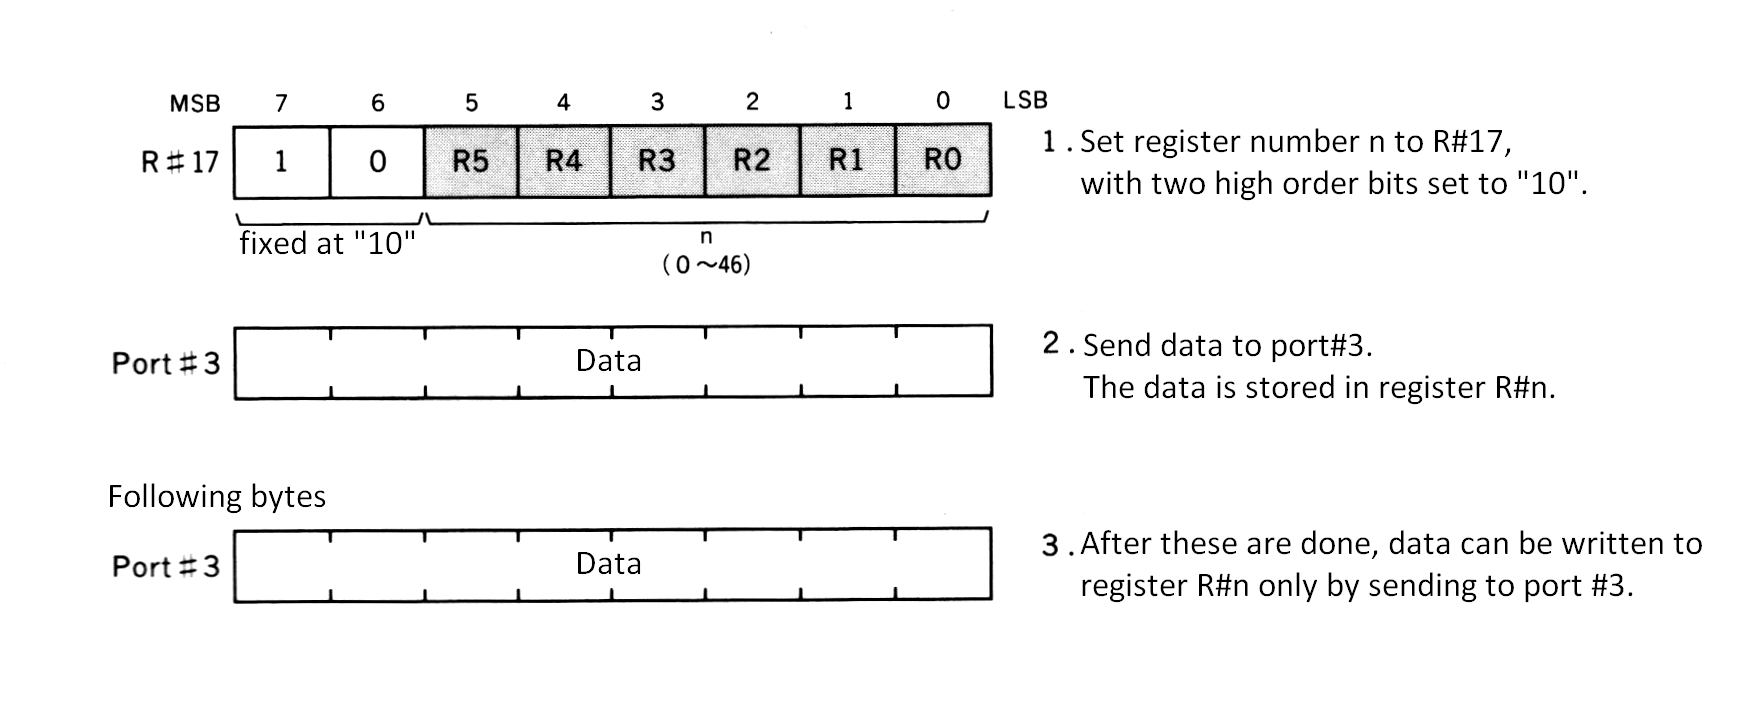 MSB 7 6 5 4 3 2 1 0 LSB
R#17 1 0 R5 R4 R3 R2 R1 R0
fixed at "10"
n
(0~46)
1. Set register number n to R#17,
with two high order bits set to "10".
Port#3 Data
2. Send data to port#3.
The data is stored in register R#n.
Following bytes
Port#3 Data
3. After these are done, data can be written to
register R#n only by sending to port #3.